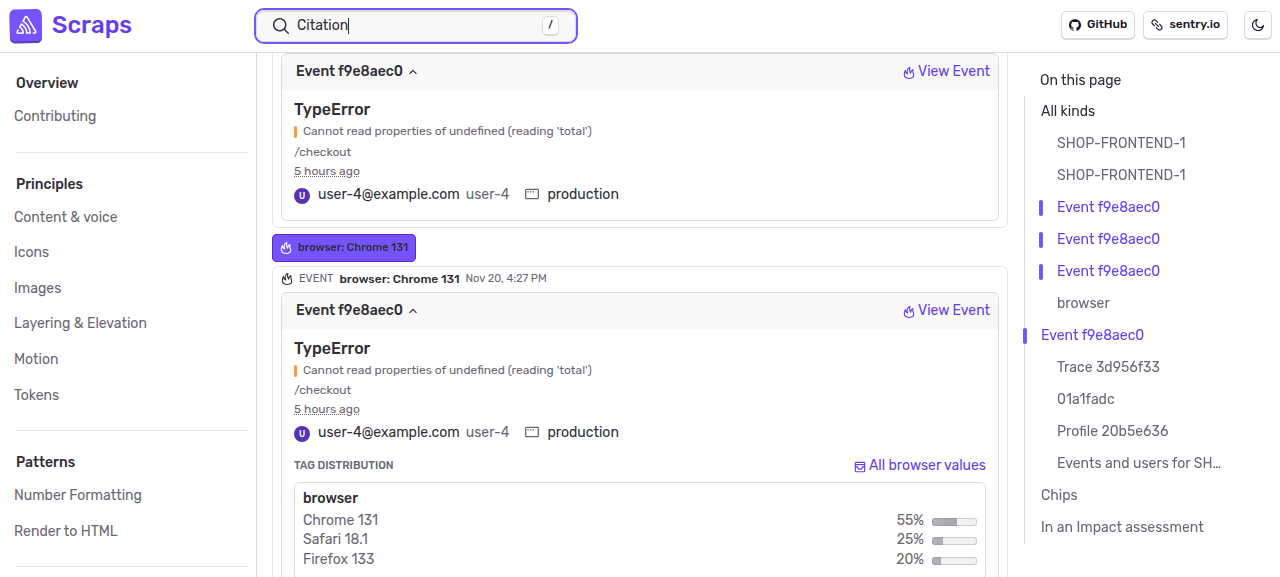 Scraps
Citation
/
GitHub
sentry.io
Overview
Contributing
Principles
Content & voice
Icons
Images
Layering & Elevation
Motion
Tokens
Patterns
Number Formatting
Render to HTML
Event f9e8aec0
View Event
TypeError
Cannot read properties of undefined (reading 'total')
/checkout
5 hours ago
U user-4@example.com user-4 production
browser: Chrome 131
EVENT browser: Chrome 131 Nov 20, 4:27 PM
Event f9e8aec0
View Event
TypeError
Cannot read properties of undefined (reading 'total')
/checkout
5 hours ago
U user-4@example.com user-4 production
TAG DISTRIBUTION
All browser values
browser
Chrome 131 55%
Safari 18.1 25%
Firefox 133 20%
On this page
All kinds
SHOP-FRONTEND-1
SHOP-FRONTEND-1
Event f9e8aec0
Event f9e8aec0
Event f9e8aec0
browser
Event f9e8aec0
Trace 3d956f33
01a1fadc
Profile 20b5e636
Events and users for SH…
Chips
In an Impact assessment